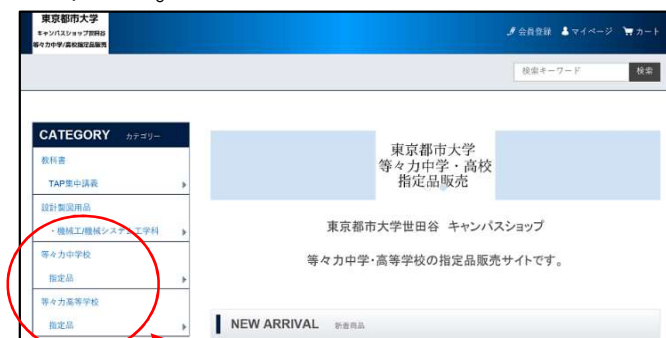 東京都市大学
キャンパスショップ世田谷
等々力中学/高校指定品販売
会員登録 マイページ カート
検索キーワード 検索
CATEGORY カテゴリー
教科書
TAP集中講義
設計製図用品
・機械工/機械システム工学科
等々力中学校
指定品
等々力高等学校
指定品
東京都市大学
等々力中学・高校
指定品販売
東京都市大学世田谷 キャンパスショップ
等々力中学・高等学校の指定品販売サイトです。
NEW ARRIVAL 新着商品